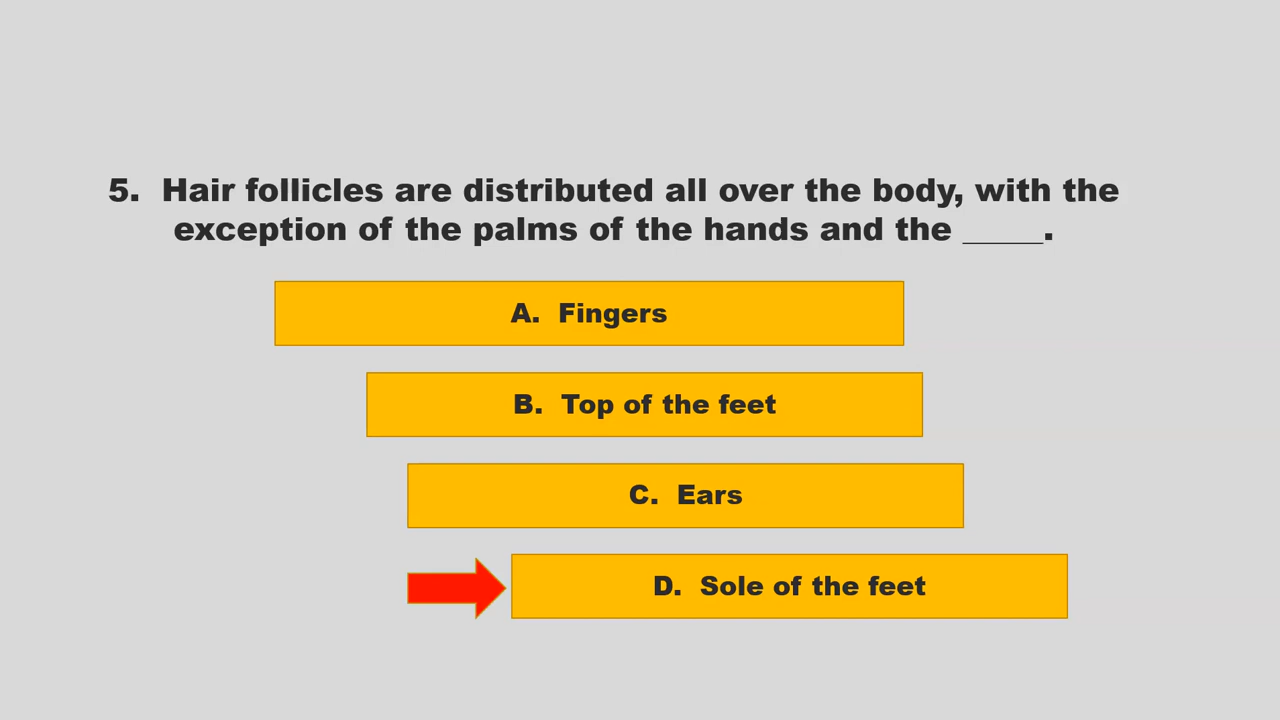 5. Hair follicles are distributed all over the body, with the
exception of the palms of the hands and the _____.
A. Fingers
B. Top of the feet
C. Ears
D. Sole of the feet